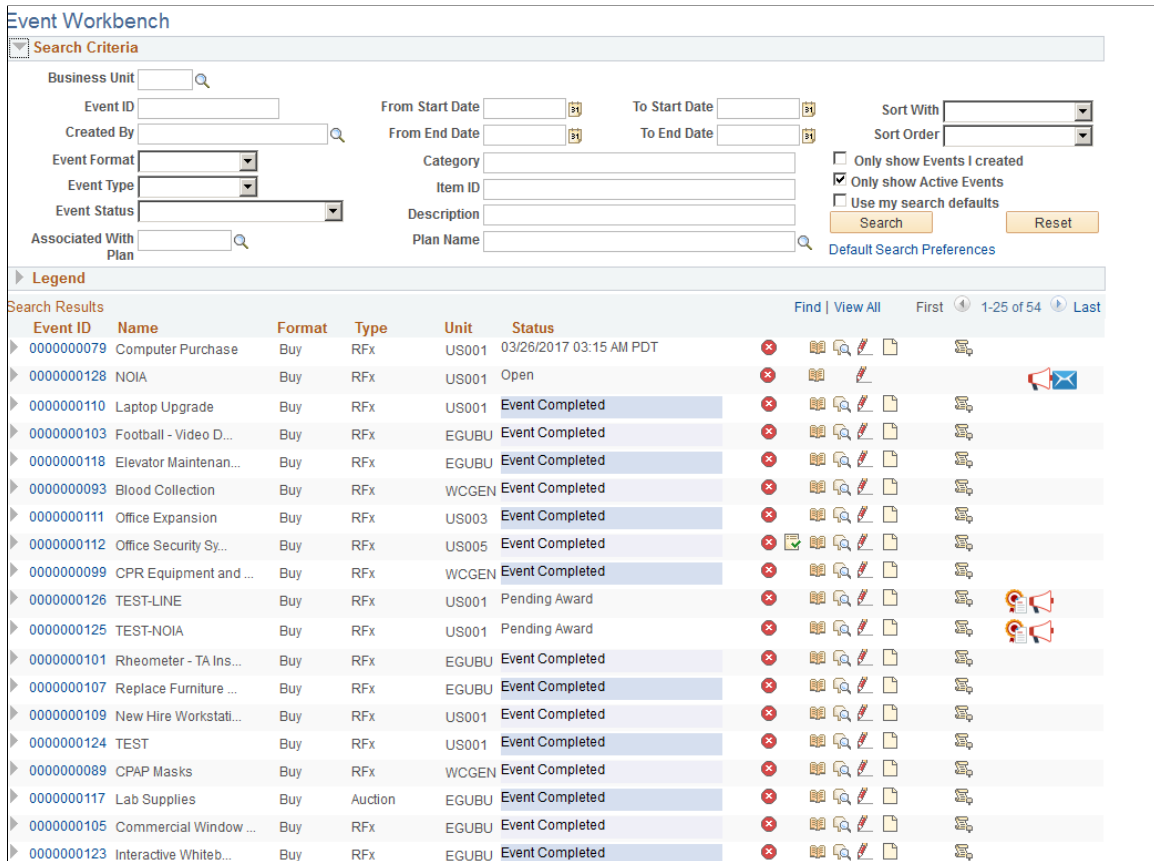 Event Workbench
Search Criteria
Business Unit
Event ID From Start Date To Start Date Sort With
Created By From End Date To End Date Sort Order
Event Format Category Only show Events I created
Event Type Item ID Only show Active Events
Event Status Description Use my search defaults
Search Reset
Associated With Plan Plan Name
Default Search Preferences
Legend
Search Results Find | View All First 1-25 of 54 Last
Event ID Name Format Type Unit Status
0000000079 Computer Purchase Buy RFx US001 03/26/2017 03:15 AM PDT
0000000128 NOIA Buy RFx US001 Open
0000000110 Laptop Upgrade Buy RFx US001 Event Completed
0000000103 Football - Video D... Buy RFx EGUBU Event Completed
0000000118 Elevator Maintenan... Buy RFx EGUBU Event Completed
0000000093 Blood Collection Buy RFx WCGEN Event Completed
0000000111 Office Expansion Buy RFx US003 Event Completed
0000000112 Office Security Sy... Buy RFx US005 Event Completed
0000000099 CPR Equipment and ... Buy RFx WCGEN Event Completed
0000000126 TEST-LINE Buy RFx US001 Pending Award
0000000125 TEST-NOIA Buy RFx US001 Pending Award
0000000101 Rheometer - TA Ins... Buy RFx EGUBU Event Completed
0000000107 Replace Furniture ... Buy RFx EGUBU Event Completed
0000000109 New Hire Workstati... Buy RFx US001 Event Completed
0000000124 TEST Buy RFx US001 Event Completed
0000000089 CPAP Masks Buy RFx WCGEN Event Completed
0000000117 Lab Supplies Buy Auction EGUBU Event Completed
0000000105 Commercial Window ... Buy RFx EGUBU Event Completed
0000000123 Interactive Whiteb... Buy RFx EGUBU Event Completed